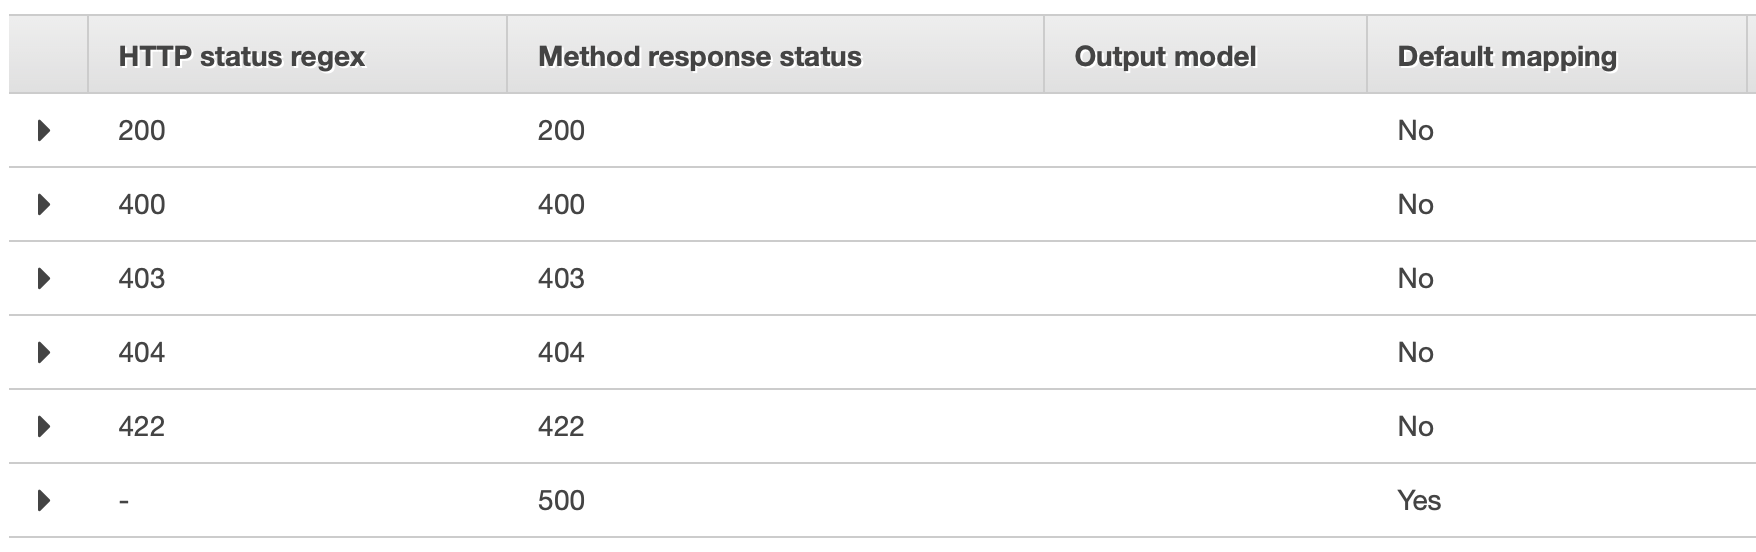 HTTP status regex Method response status Output model Default mapping
200 200 No
400 400 No
403 403 No
404 404 No
422 422 No
- 500 Yes